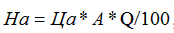 На = Ца* А* Q/100,